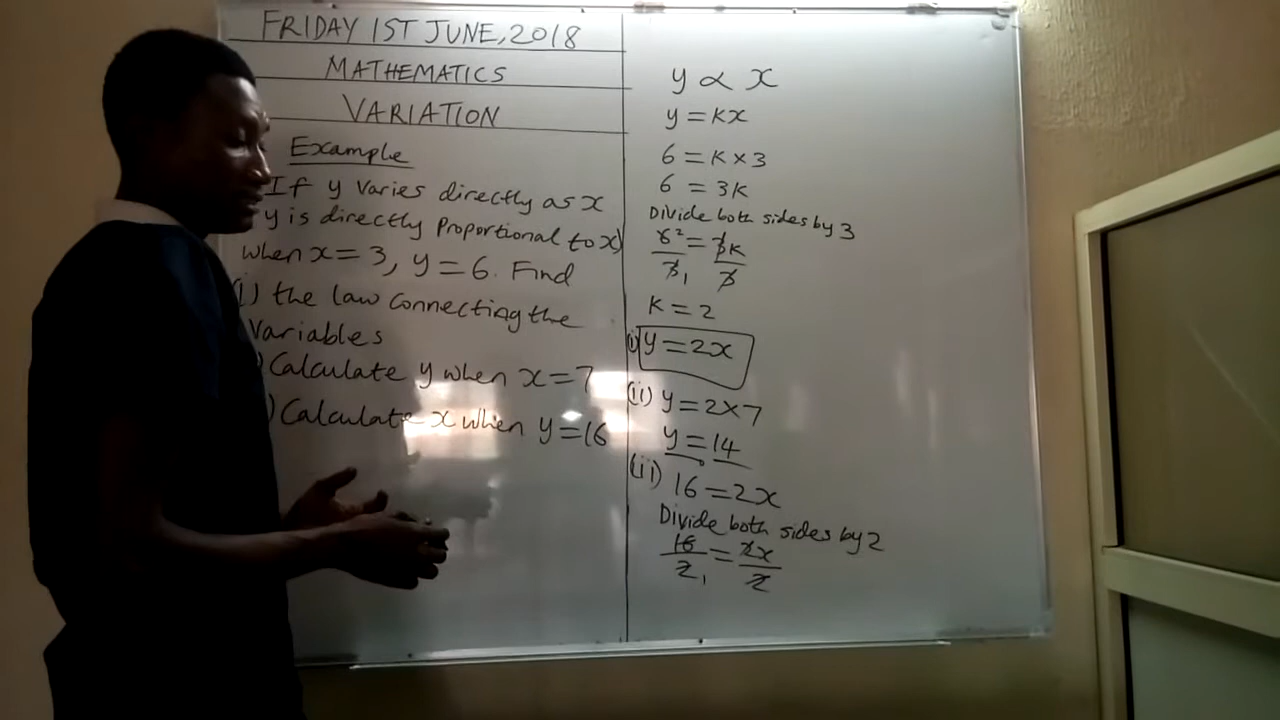 FRIDAY 1ST JUNE, 2018
MATHEMATICS
VARIATION
Example
If y varies directly as x
y is directly proportional to x)
when x = 3, y = 6. Find
(i) the law connecting the
variables
) Calculate y when x = 7
) Calculate x when y = 16
y ∝ x
y = kx
6 = k × 3
6 = 3k
Divide both sides by 3
6² = 3k
3₁ 3
k = 2
i) y = 2x
(ii) y = 2 × 7
y = 14
(ii) 16 = 2x
Divide both sides by 2
16 = 2x
2₁ 2